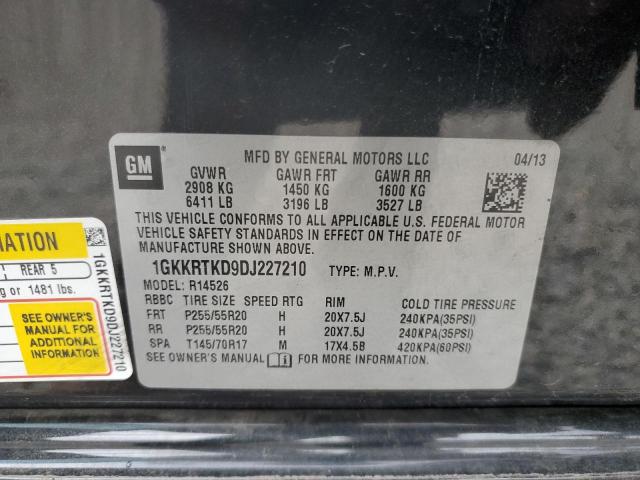 GM
MFD BY GENERAL MOTORS LLC 04/13
GVWR GAWR FRT GAWR RR
2908 KG 1450 KG 1600 KG
6411 LB 3196 LB 3527 LB
THIS VEHICLE CONFORMS TO ALL APPLICABLE U.S. FEDERAL MOTOR
VEHICLE SAFETY STANDARDS IN EFFECT ON THE DATE OF
MANUFACTURE SHOWN ABOVE.
1GKKRTKD9DJ227210 TYPE: M.P.V.
MODEL: R14526
RBBC TIRE SIZE SPEED RTG RIM COLD TIRE PRESSURE
FRT P255/55R20 H 20X7.5J 240KPA(35PSI)
RR P255/55R20 H 20X7.5J 240KPA(35PSI)
SPA T145/70R17 M 17X4.5B 420KPA(60PSI)
SEE OWNER'S MANUAL i FOR MORE INFORMATION.
MATION
REAR 5
g or 1481 lbs.
SEE OWNER'S
MANUAL FOR
ADDITIONAL
INFORMATION
1GKKRTKD9DJ227210